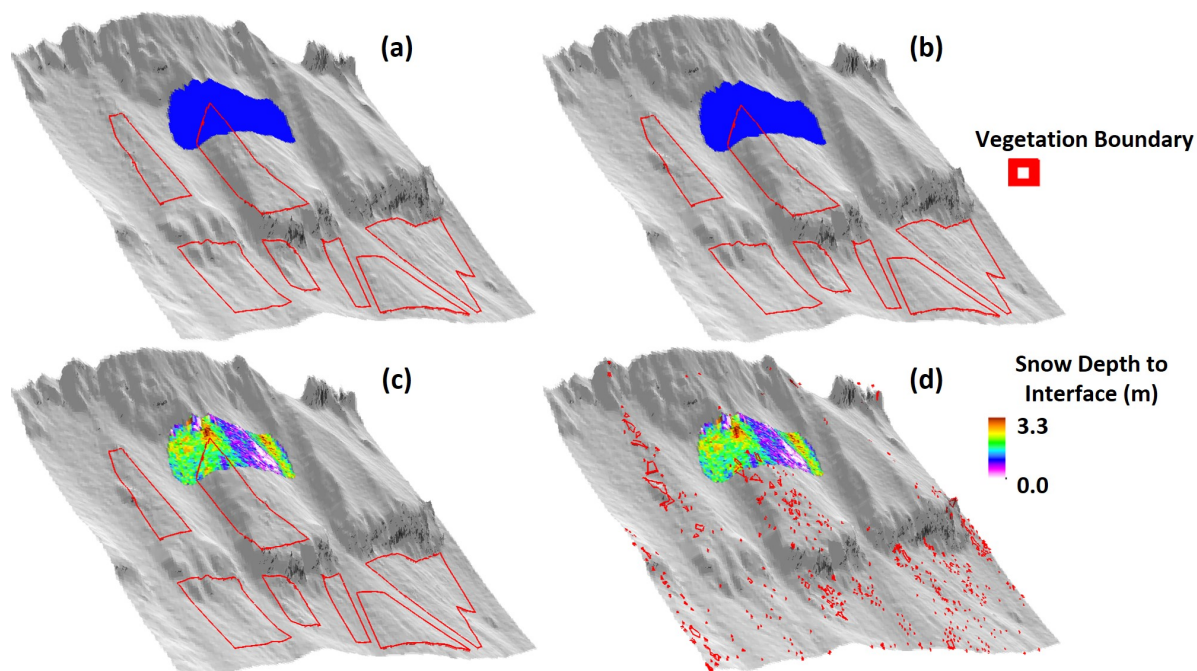 (a)
(b)
Vegetation Boundary
(c)
(d)
Snow Depth to
Interface (m)
3.3
0.0